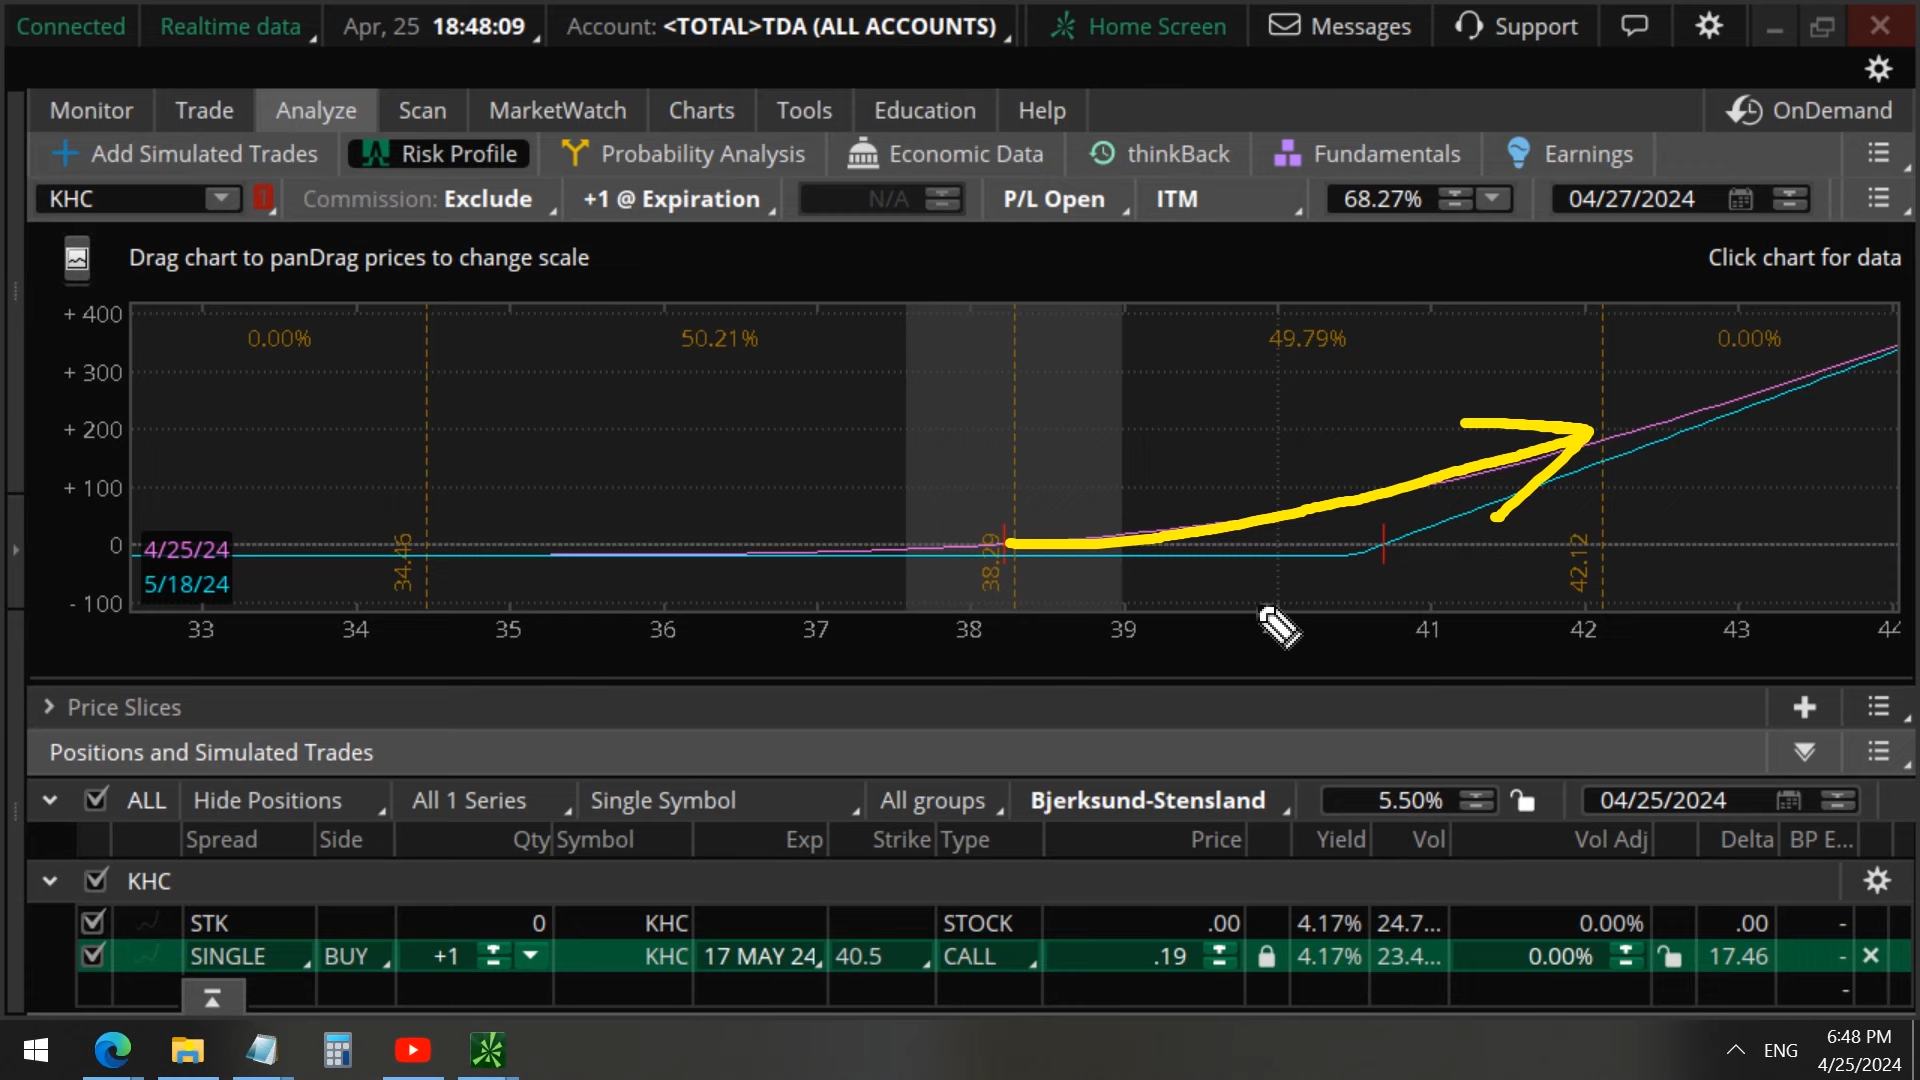 Connected Realtime data Apr, 25 18:48:09 Account: <TOTAL>TDA (ALL ACCOUNTS) Home Screen Messages Support
Monitor Trade Analyze Scan MarketWatch Charts Tools Education Help OnDemand
Add Simulated Trades Risk Profile Probability Analysis Economic Data thinkBack Fundamentals Earnings
KHC 1 Commission: Exclude +1 @ Expiration N/A P/L Open ITM 68.27% 04/27/2024
Drag chart to panDrag prices to change scale Click chart for data
+ 400
0.00% 50.21% 49.79% 0.00%
+ 300
+ 200
+ 100
0
4/25/24
34.46 38.29 42.12
5/18/24
- 100
33 34 35 36 37 38 39 41 42 43 44
Price Slices
Positions and Simulated Trades
ALL Hide Positions All 1 Series Single Symbol All groups Bjerksund-Stensland 5.50% 04/25/2024
Spread Side Qty Symbol Exp Strike Type Price Yield Vol Vol Adj Delta BP E...
KHC
STK 0 KHC STOCK .00 4.17% 24.7... 0.00% .00 -
SINGLE BUY +1 KHC 17 MAY 24 40.5 CALL .19 4.17% 23.4... 0.00% 17.46 -
-
6:48 PM
ENG
4/25/2024